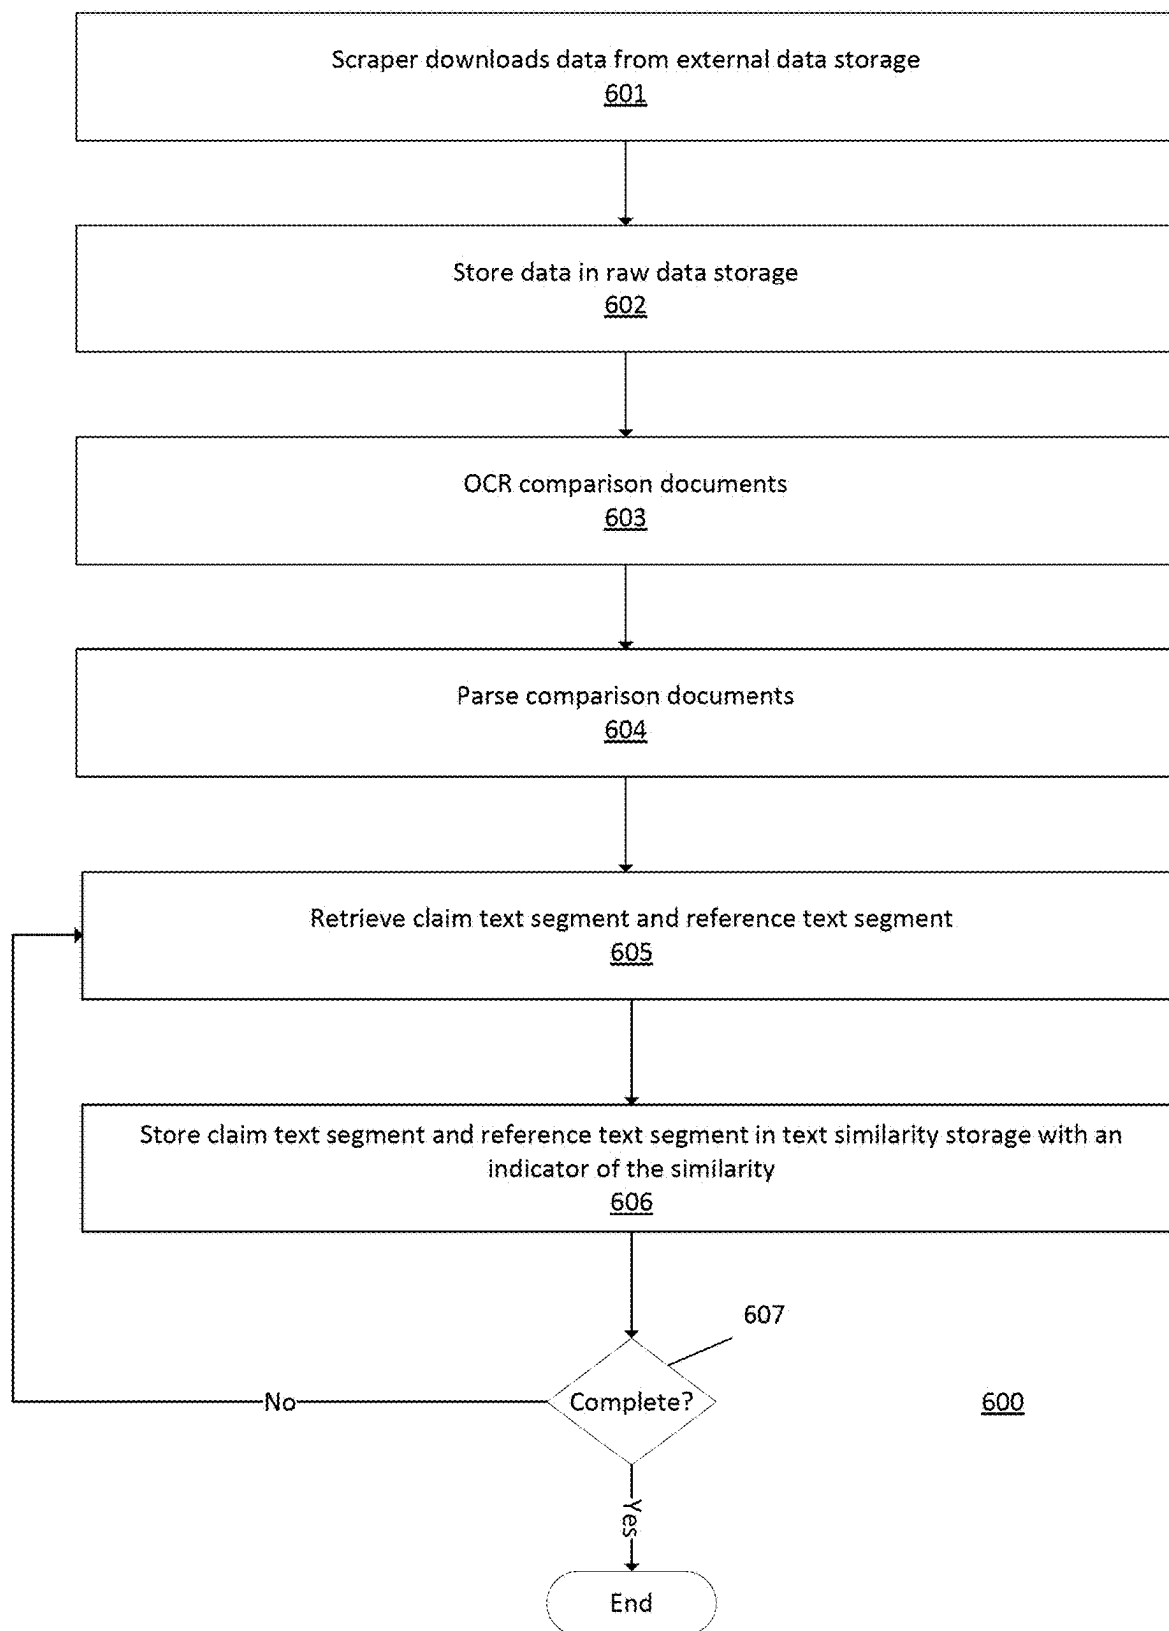 Scraper downloads data from external data storage
601
Store data in raw data storage
602
OCR comparison documents
603
Parse comparison documents
604
Retrieve claim text segment and reference text segment
605
Store claim text segment and reference text segment in text similarity storage with an
indicator of the similarity
606
607
Complete?
No
600
Yes
End